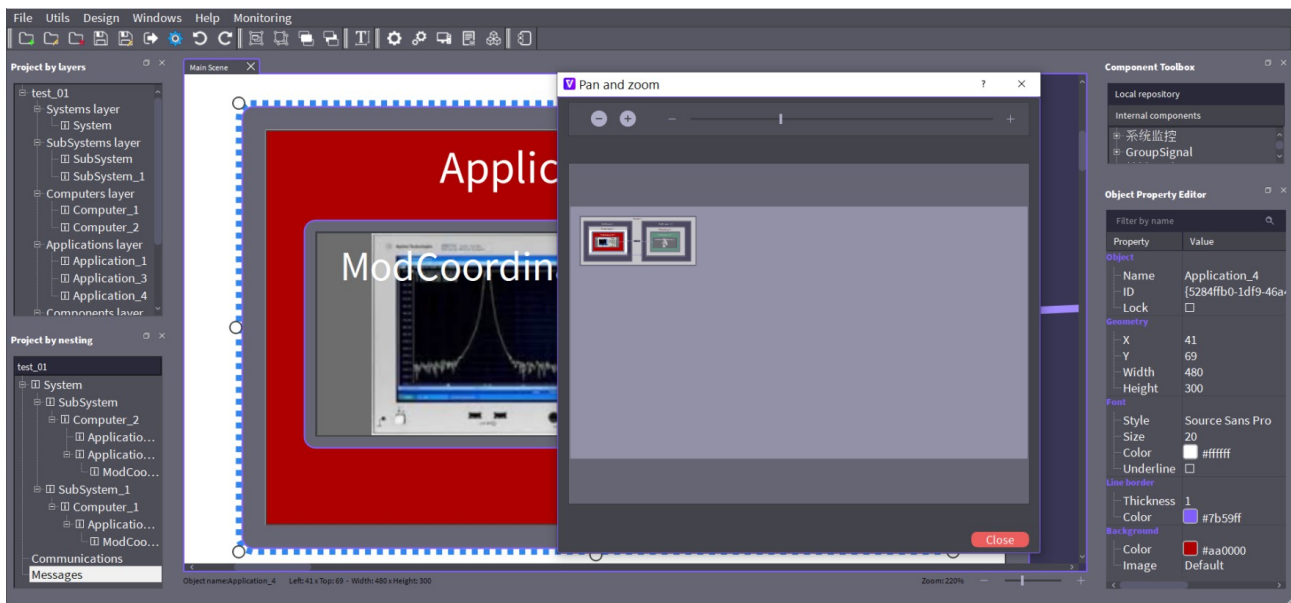 File Utils Design Windows Help Monitoring
Project by layers
test_01
Systems layer
System
SubSystems layer
SubSystem
SubSystem_1
Computers layer
Computer_1
Computer_2
Applications layer
Application_1
Application_3
Application_4
Components layer
Project by nesting
test_01
System
SubSystem
Computer_2
Applicatio...
Applicatio...
ModCoo...
SubSystem_1
Computer_1
Applicatio...
ModCoo...
Communications
Messages
Main Scene
Applic
ModCoordin
Agilent Technologies
Object name:Application_4 Left: 41 x Top: 69 - Width: 480 x Height: 300
Zoom: 220%
Pan and zoom
Close
Component Toolbox
Local repository
Internal components
系统监控
GroupSignal
Object Property Editor
Filter by name
Property Value
Object
Name Application_4
ID {5284ffb0-1df9-46a
Lock
Geometry
X 41
Y 69
Width 480
Height 300
Font
Style Source Sans Pro
Size 20
Color #ffffff
Underline
Line border
Thickness 1
Color #7b59ff
Background
Color #aa0000
Image Default